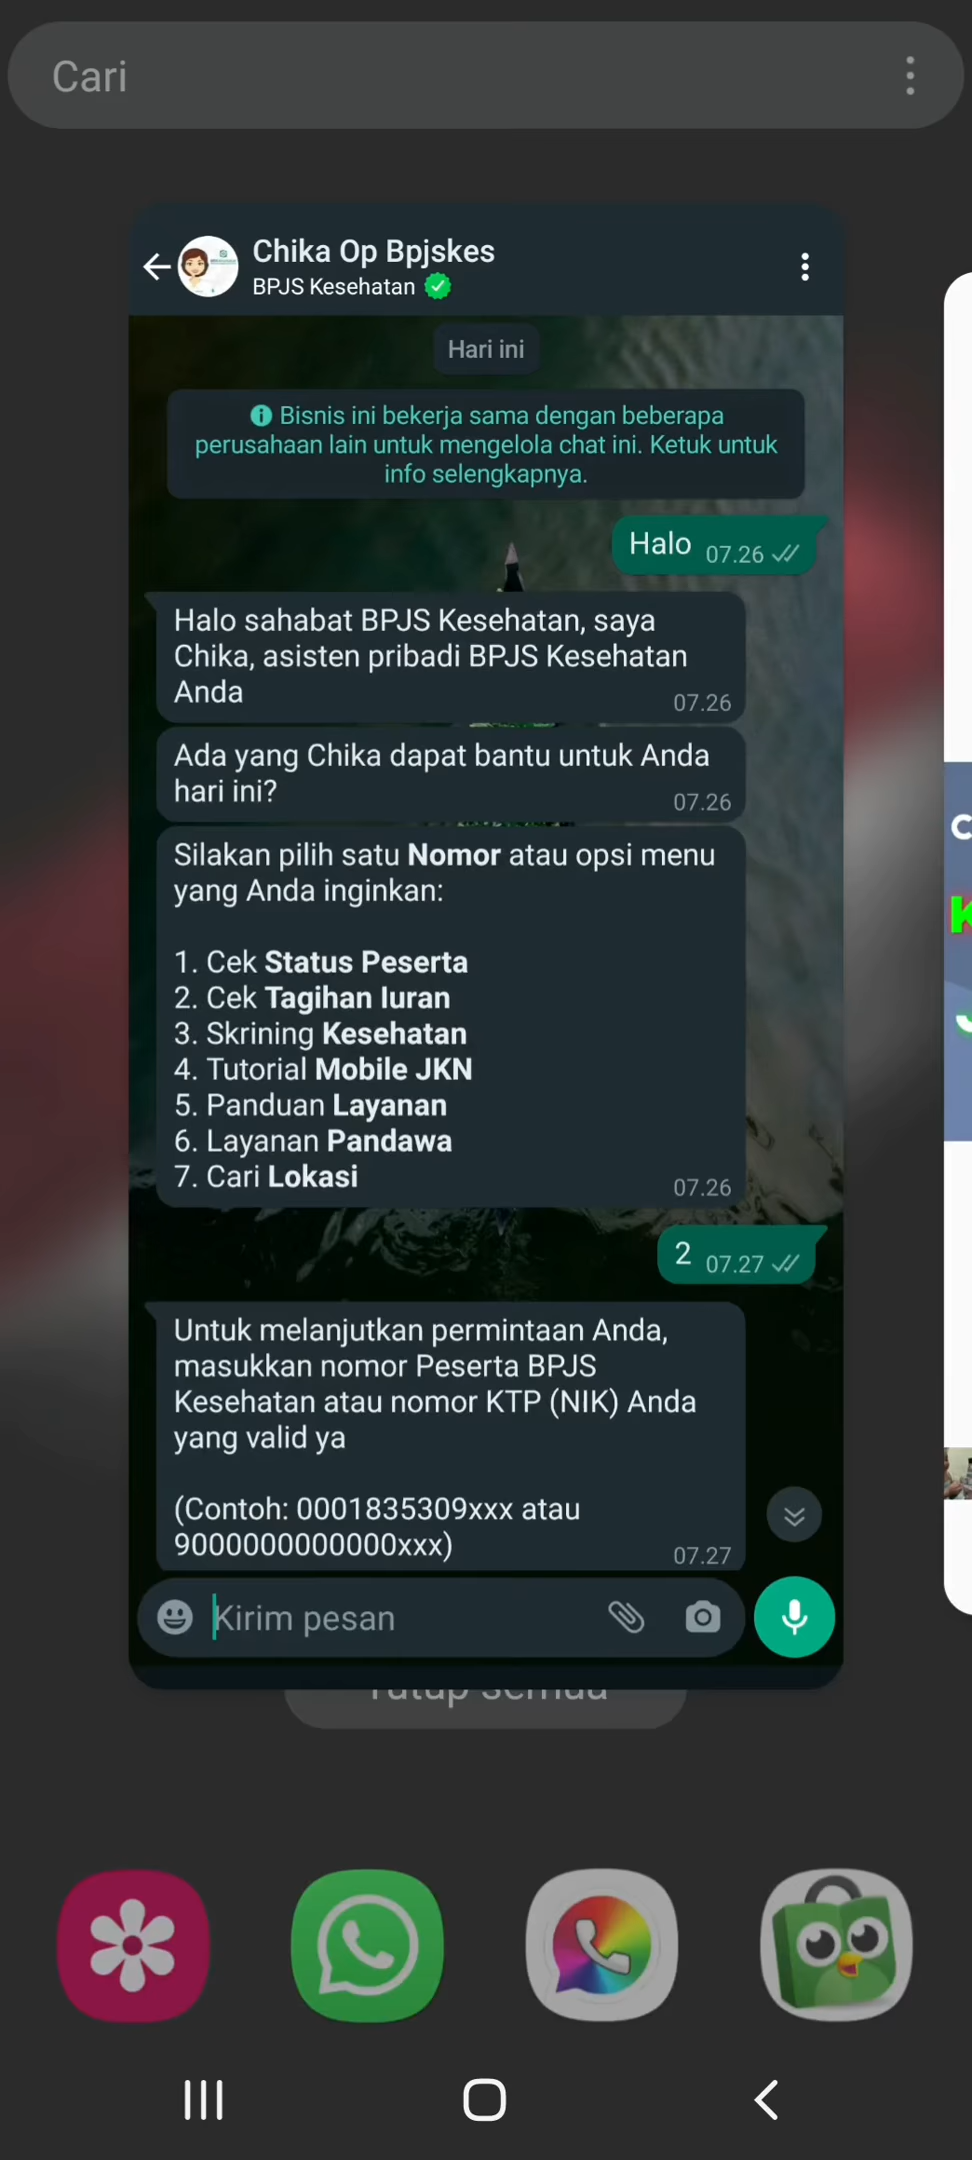 Cari
Chika Op Bpjskes
BPJS Kesehatan
Hari ini
Bisnis ini bekerja sama dengan beberapa
perusahaan lain untuk mengelola chat ini. Ketuk untuk
info selengkapnya.
Halo 07.26
Halo sahabat BPJS Kesehatan, saya
Chika, asisten pribadi BPJS Kesehatan
Anda
07.26
Ada yang Chika dapat bantu untuk Anda
hari ini?
07.26
Silakan pilih satu Nomor atau opsi menu
yang Anda inginkan:
1. Cek Status Peserta
2. Cek Tagihan Iuran
3. Skrining Kesehatan
4. Tutorial Mobile JKN
5. Panduan Layanan
6. Layanan Pandawa
7. Cari Lokasi
07.26
2 07.27
Untuk melanjutkan permintaan Anda,
masukkan nomor Peserta BPJS
Kesehatan atau nomor KTP (NIK) Anda
yang valid ya
(Contoh: 0001835309xxx atau
9000000000000xxx)
07.27
Kirim pesan
Tutup semua